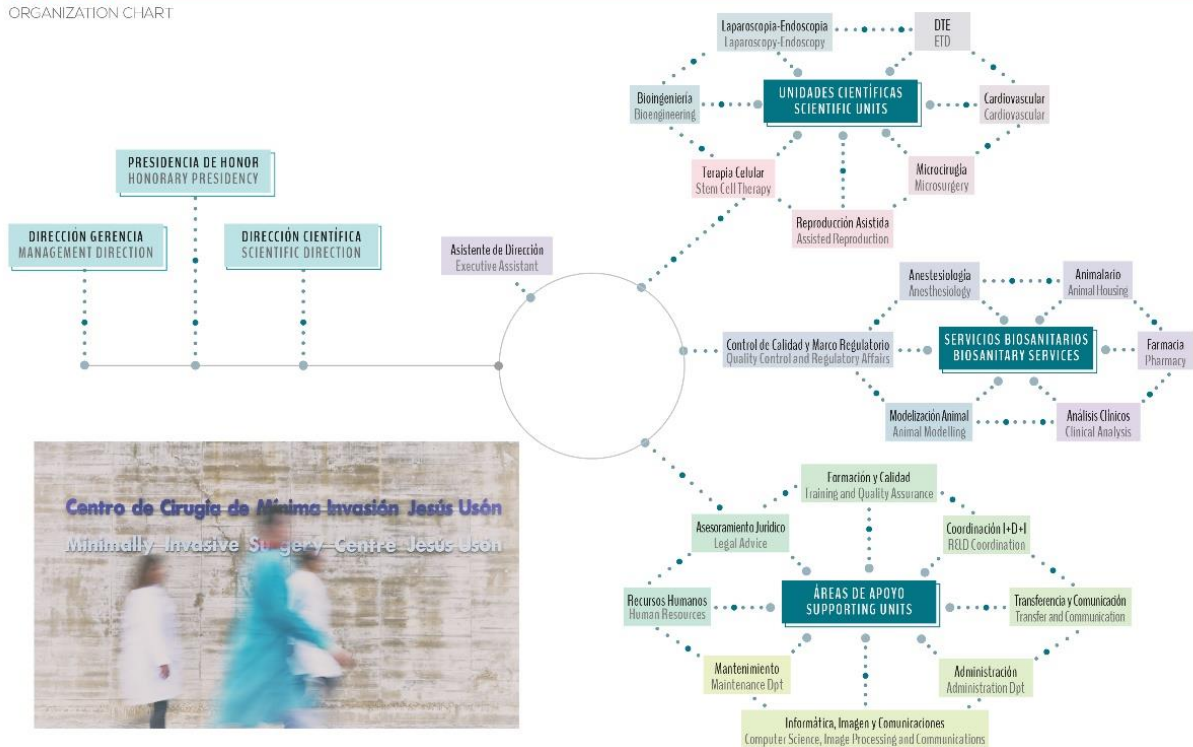 ORGANIZATION CHART
PRESIDENCIA DE HONOR
HONORARY PRESIDENCY
DIRECCIÓN GERENCIA
MANAGEMENT DIRECTION
DIRECCIÓN CIENTÍFICA
SCIENTIFIC DIRECTION
Asistente de Dirección
Executive Assistant
Laparoscopia-Endoscopia
Laparoscopy-Endoscopy
DTE
ETD
Bioingeniería
Bioengineering
UNIDADES CIENTÍFICAS
SCIENTIFIC UNITS
Cardiovascular
Cardiovascular
Terapia Celular
Stem Cell Therapy
Microcirugía
Microsurgery
Reproducción Asistida
Assisted Reproduction
Anestesiología
Anesthesiology
Animalario
Animal Housing
Control de Calidad y Marco Regulatorio
Quality Control and Regulatory Affairs
SERVICIOS BIOSANITARIOS
BIOSANITARY SERVICES
Farmacia
Pharmacy
Modelización Animal
Animal Modelling
Análisis Clínicos
Clinical Analysis
Formación y Calidad
Training and Quality Assurance
Asesoramiento Jurídico
Legal Advice
Coordinación I+D+I
R&D Coordination
Recursos Humanos
Human Resources
ÁREAS DE APOYO
SUPPORTING UNITS
Transferencia y Comunicación
Transfer and Communication
Mantenimiento
Maintenance Dpt
Administración
Administration Dpt
Informática, Imagen y Comunicaciones
Computer Science, Image Processing and Communications
Centro de Cirugía de Mínima Invasión Jesús Usón
Minimally Invasive Surgery Centre Jesús Usón